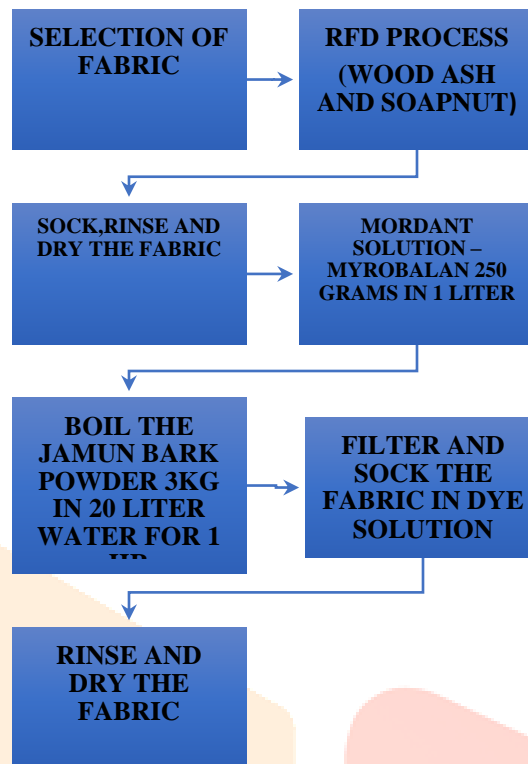 SELECTION OF
FABRIC
RFD PROCESS
(WOOD ASH
AND SOAPNUT)
SOCK,RINSE AND
DRY THE FABRIC
MORDANT
SOLUTION –
MYROBALAN 250
GRAMS IN 1 LITER
BOIL THE
JAMUN BARK
POWDER 3KG
IN 20 LITER
WATER FOR 1
HR
FILTER AND
SOCK THE
FABRIC IN DYE
SOLUTION
RINSE AND
DRY THE
FABRIC